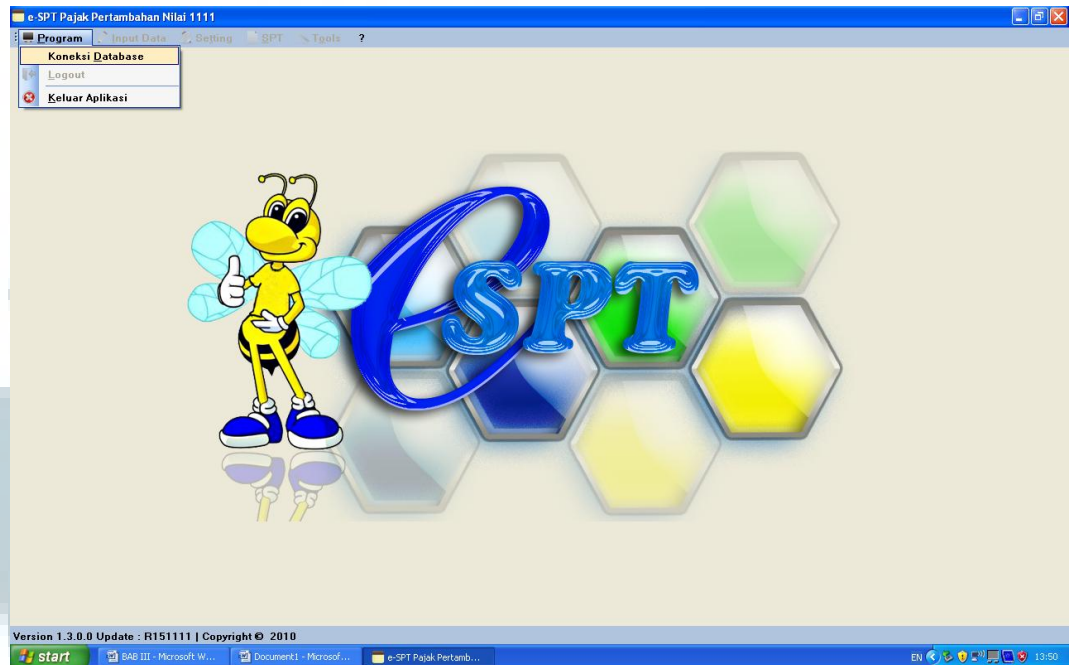 e-SPT Pajak Pertambahan Nilai 1111
Program Input Data Setting SPT Tools ?
Koneksi Database
Logout
Keluar Aplikasi
e SPT
Version 1.3.0.0 Update : R151111 | Copyright © 2010
start BAB III - Microsoft W... Document1 - Microsof... e-SPT Pajak Pertamb... EN 13:50